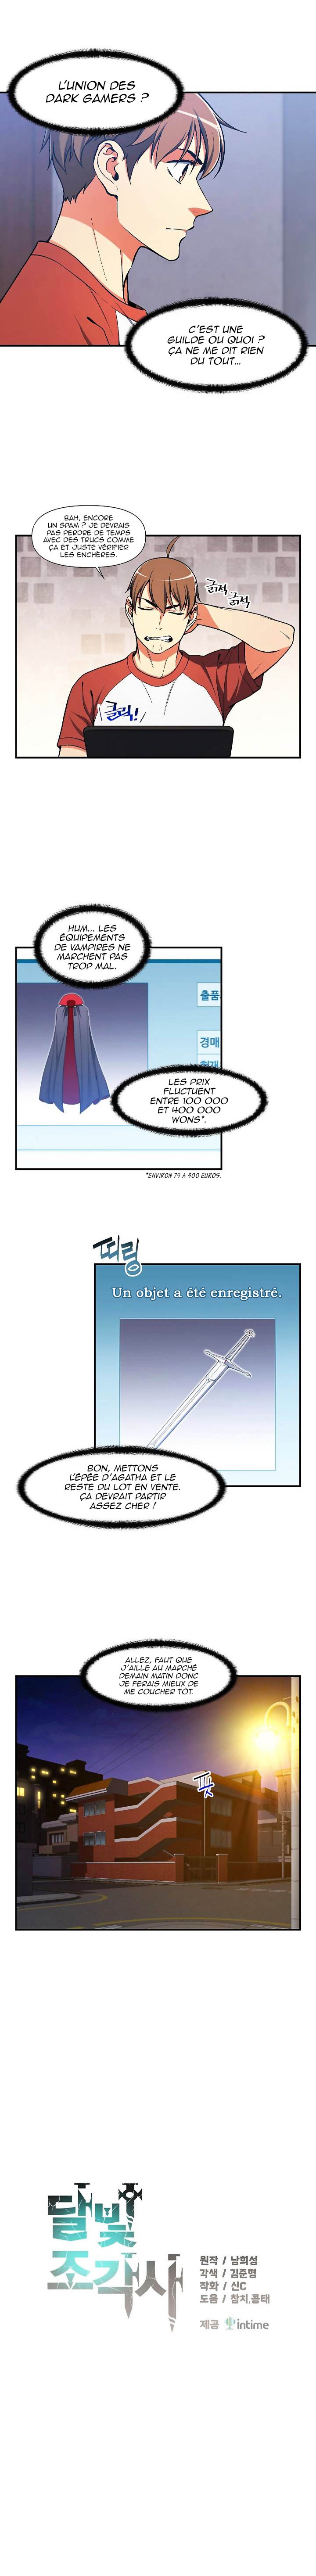 L'UNION DES
DARK GAMERS ?
C'EST UNE
GUILDE OU QUOI ?
ÇA NE ME DIT RIEN
DU TOUT...
BAH, ENCORE
UN SPAM ? JE DEVRAIS
PAS PERDRE DE TEMPS
AVEC DES TRUCS COMME
ÇA ET JUSTE VÉRIFIER
LES ENCHÈRES.
긁적
긁적
클릭!
HUM... LES
ÉQUIPEMENTS
DE VAMPIRES NE
MARCHENT PAS
TROP MAL.
출품
경매
현재
LES PRIX
FLUCTUENT
ENTRE 100 000
ET 400 000
WONS*.
*ENVIRON 75 À 300 EUROS.
띠링
Un objet a été enregistré.
BON, METTONS
L'ÉPÉE D'AGATHA ET LE
RESTE DU LOT EN VENTE.
ÇA DEVRAIT PARTIR
ASSEZ CHER !
ALLEZ, FAUT QUE
J'AILLE AU MARCHÉ
DEMAIN MATIN DONC
JE FERAIS MIEUX DE
ME COUCHER TÔT.
달빛
조각사
원작 / 남희성
각색 / 김준형
작화 / 신C
도움 / 참치,퐁태
제공 intime